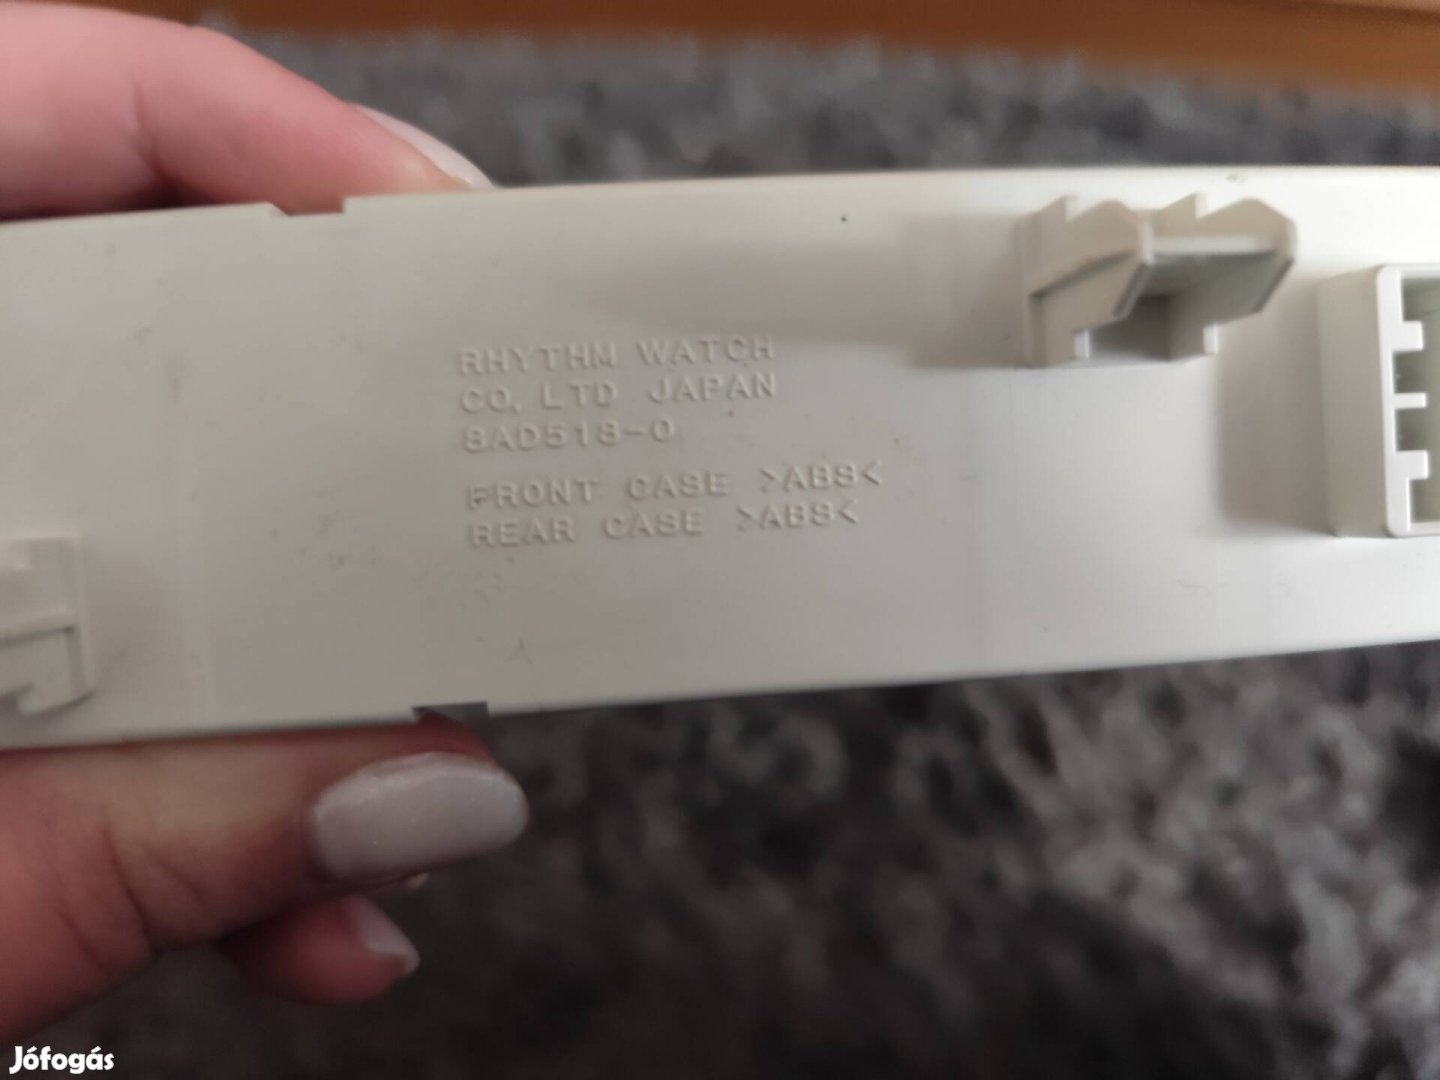 RHYTHM WATCH
CO. LTD JAPAN
8AD518-0
FRONT CASE >ABS<
REAR CASE >ABS<
Jófogás